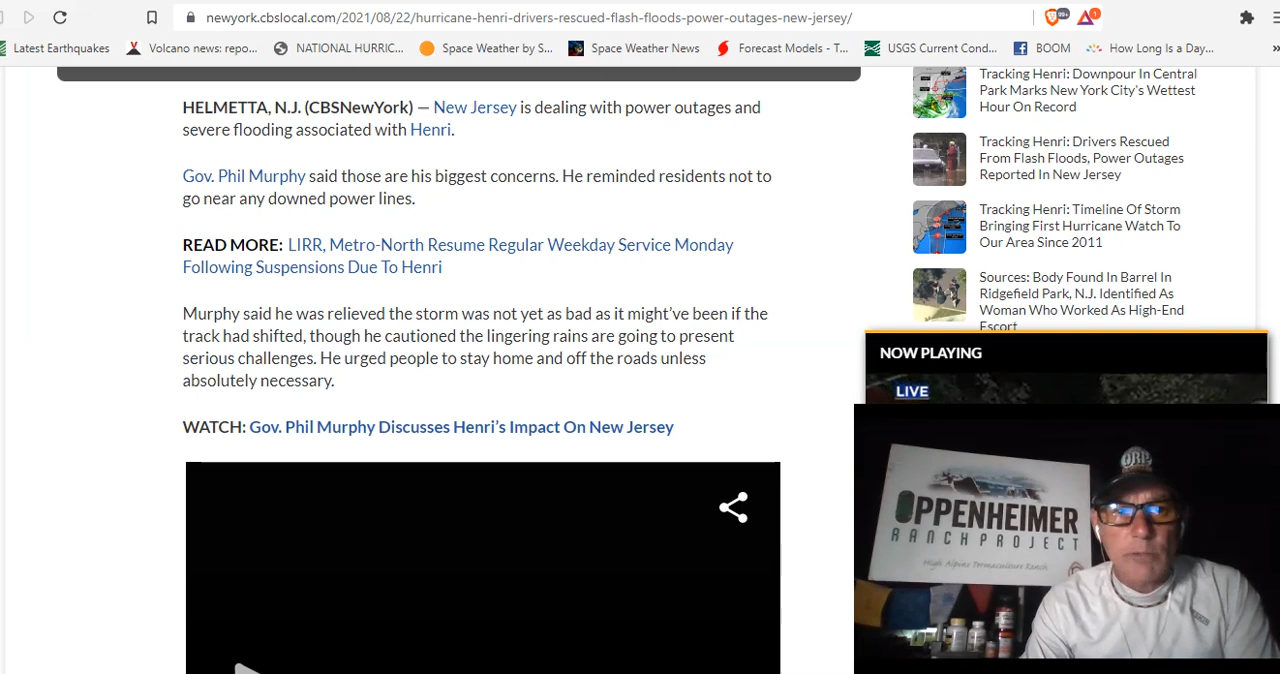 newyork.cbslocal.com/2021/08/22/hurricane-henri-drivers-rescued-flash-floods-power-outages-new-jersey/
99+
1
Latest Earthquakes
Volcano news: repo...
NATIONAL HURRIC...
Space Weather by S...
Space Weather News
Forecast Models - T...
USGS Current Cond...
BOOM
How Long Is a Day...
»
HELMETTA, N.J. (CBSNewYork) — New Jersey is dealing with power outages and
severe flooding associated with Henri.
Gov. Phil Murphy said those are his biggest concerns. He reminded residents not to
go near any downed power lines.
READ MORE: LIRR, Metro-North Resume Regular Weekday Service Monday
Following Suspensions Due To Henri
Murphy said he was relieved the storm was not yet as bad as it might’ve been if the
track had shifted, though he cautioned the lingering rains are going to present
serious challenges. He urged people to stay home and off the roads unless
absolutely necessary.
WATCH: Gov. Phil Murphy Discusses Henri’s Impact On New Jersey
Tracking Henri: Downpour In Central
Park Marks New York City’s Wettest
Hour On Record
Tracking Henri: Drivers Rescued
From Flash Floods, Power Outages
Reported In New Jersey
Tracking Henri: Timeline Of Storm
Bringing First Hurricane Watch To
Our Area Since 2011
Sources: Body Found In Barrel In
Ridgefield Park, N.J. Identified As
Woman Who Worked As High-End
Escort
NOW PLAYING
LIVE
OPPENHEIMER
RANCH PROJECT
High Alpine Permaculture Ranch
ORP